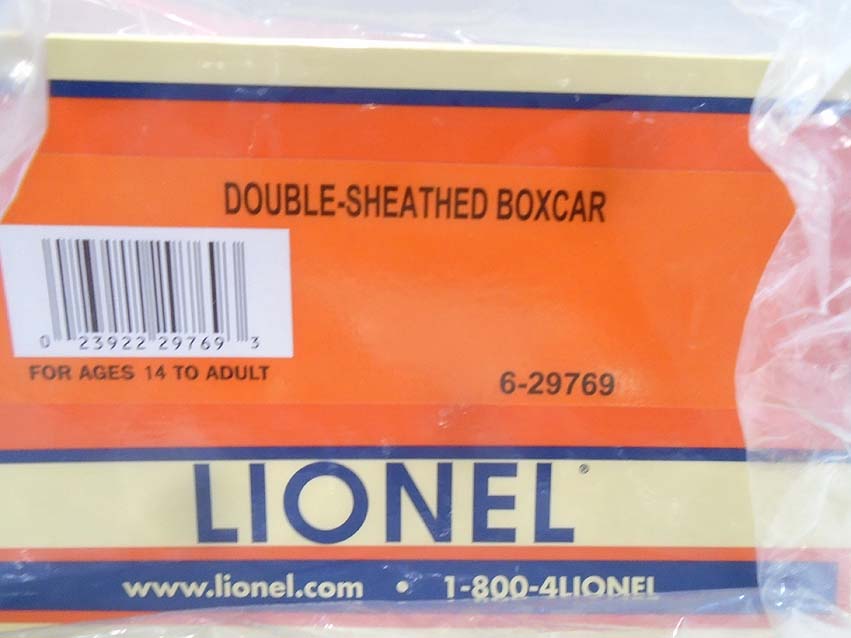 DOUBLE-SHEATHED BOXCAR
0 23922 29769 3
FOR AGES 14 TO ADULT
6-29769
LIONEL®
www.lionel.com • 1-800-4LIONEL